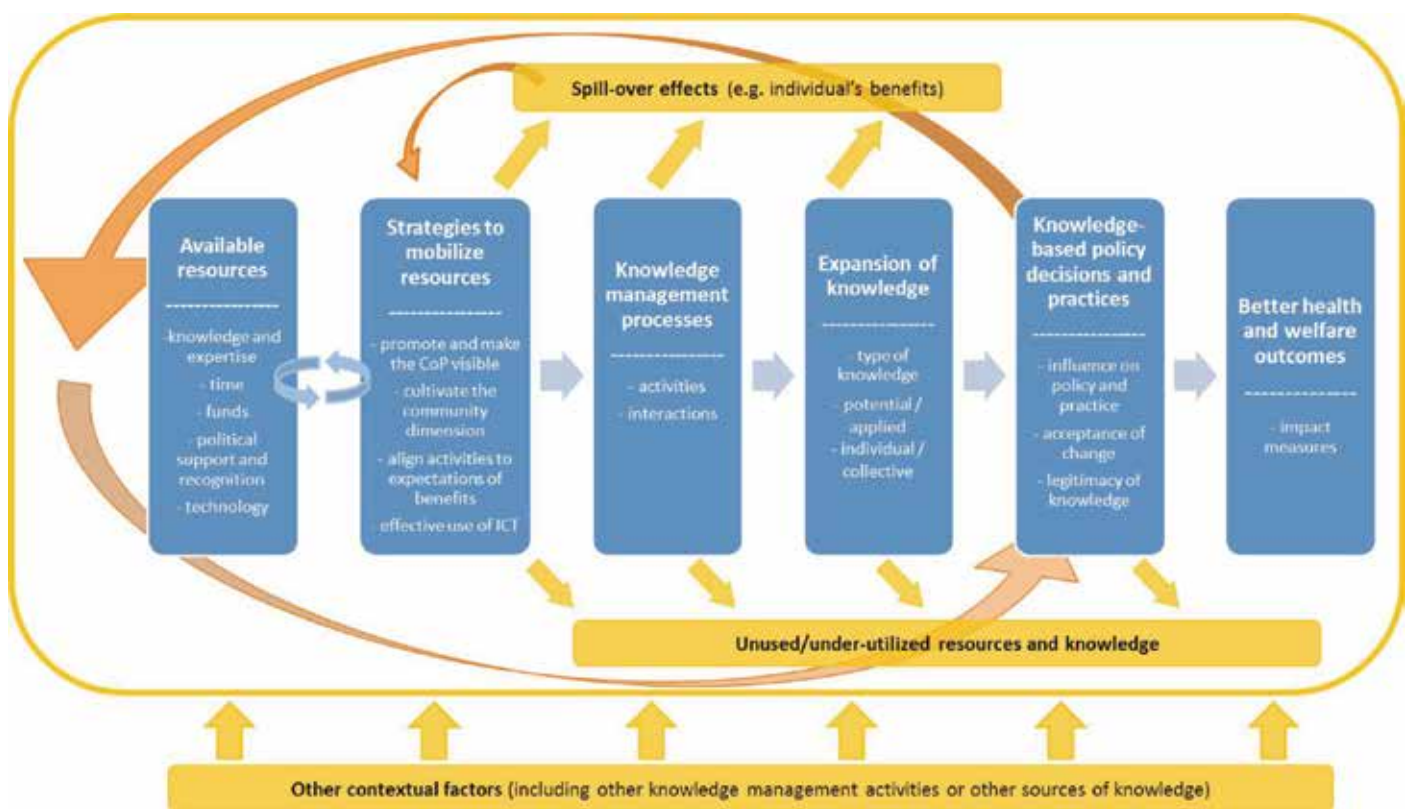 Spill-over effects (e.g. individual's benefits)
Available
resources
-------------------
-knowledge and
expertise
- time
- funds
- political
support and
recognition
- technology
Strategies to
mobilize
resources
-------------------
- promote and make
the CoP visible
- cultivate the
community
dimension
- align activities to
expectations of
benefits
- effective use of ICT
Knowledge
management
processes
-------------------
- activities
- interactions
Expansion of
knowledge
-------------------
- type of
knowledge
- potential /
applied
- individual /
collective
Knowledge-
based policy
decisions and
practices
-------------------
- influence on
policy and
practice
- acceptance of
change
- legitimacy of
knowledge
Better health
and welfare
outcomes
-------------------
- impact
measures
Unused/under-utilized resources and knowledge
Other contextual factors (including other knowledge management activities or other sources of knowledge)